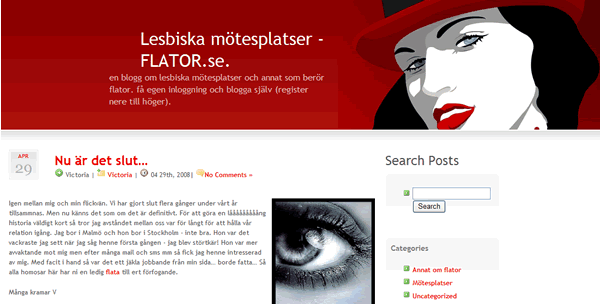 Lesbiska mötesplatser -
FLATOR.se.
en blogg om lesbiska mötesplatser och annat som berör
flator. få egen inloggning och blogga själv (register
nere till höger).
APR
29
Nu är det slut...
Victoria | Victoria | 04 29th, 2008| No Comments »
Igen mellan mig och min flickvän. Vi har gjort slut flera gånger under vårt år
tillsammnas. Men nu känns det som om det är definitivt. För att göra en låååååååååång
historia väldigt kort så tror jag avståndet mellan oss var för långt för att hålla vår
relation igång. Jag bor i Malmö och hon bor i Stockholm - inte bra. Hon var det
vackraste jag sett när jag såg henne första gången - jag blev störtkär! Hon var mer
avvaktande mot mig men efter många mail och sms mm så fick jag henne intresserad
av mig. Med facit i hand så var det ett jäkla jobbande från min sida... borde fatta... Så
alla homosar här har ni en ledig flata till ert förfogande.
Många kramar V
Search Posts
Search
Categories
Annat om flator
Mötesplatser
Uncategorized